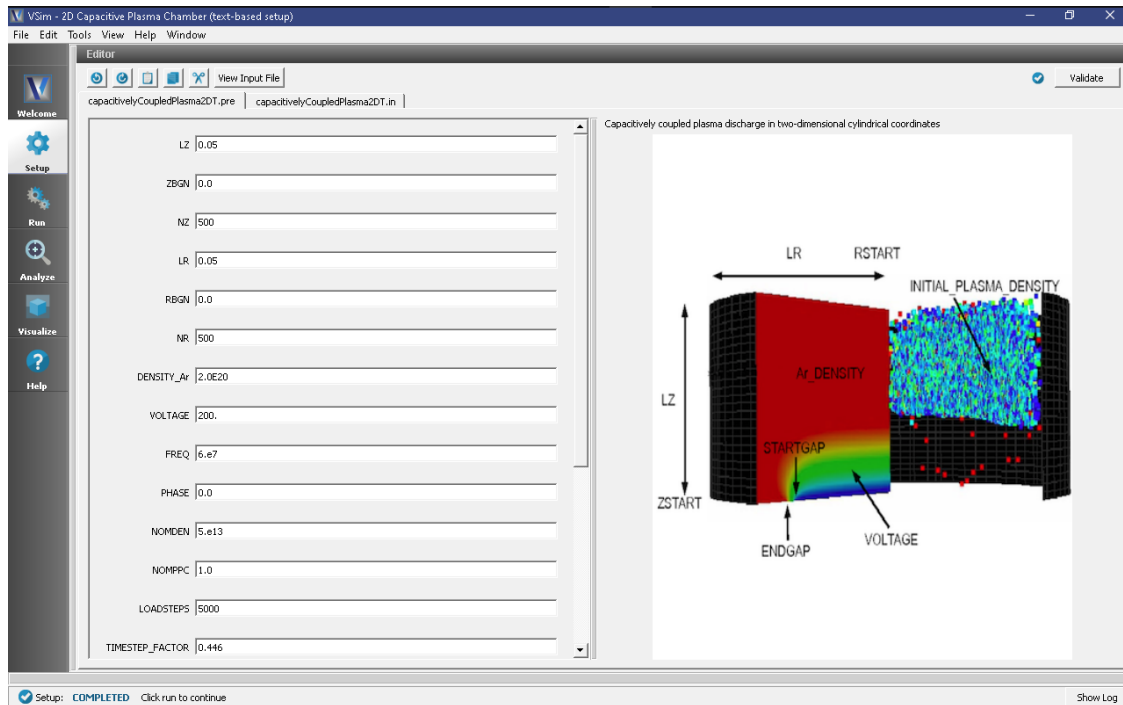 VSim - 2D Capacitive Plasma Chamber (text-based setup)
File Edit Tools View Help Window
Editor
View Input File
Validate
capacitivelyCoupledPlasma2DT.pre
capacitivelyCoupledPlasma2DT.in
Welcome
Setup
Run
Analyze
Visualize
Help
LZ 0.05
ZBGN 0.0
NZ 500
LR 0.05
RBGN 0.0
NR 500
DENSITY_Ar 2.0E20
VOLTAGE 200.
FREQ 6.e7
PHASE 0.0
NOMDEN 5.e13
NOMPPC 1.0
LOADSTEPS 5000
TIMESTEP_FACTOR 0.446
Capacitively coupled plasma discharge in two-dimensional cylindrical coordinates
LR
RSTART
INITIAL_PLASMA_DENSITY
Ar_DENSITY
LZ
STARTGAP
ZSTART
VOLTAGE
ENDGAP
Setup: COMPLETED Click run to continue
Show Log